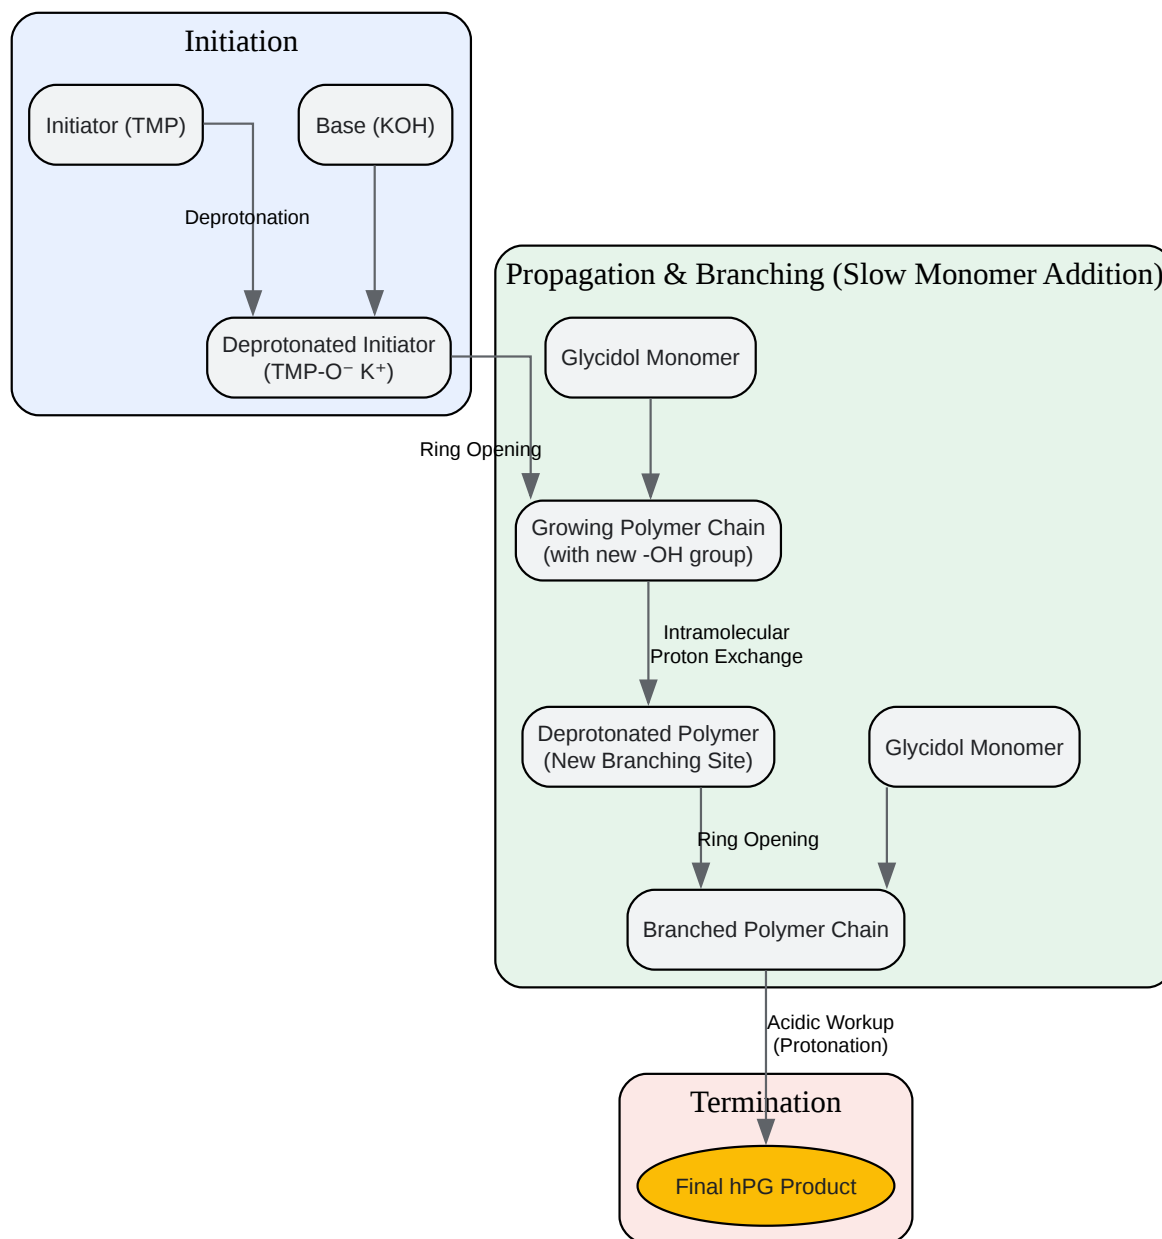 Initiation
Initiator (TMP)
Base (KOH)
Deprotonation
Deprotonated Initiator
(TMP-O⁻ K⁺)
Propagation & Branching (Slow Monomer Addition)
Glycidol Monomer
Ring Opening
Growing Polymer Chain
(with new -OH group)
Intramolecular
Proton Exchange
Deprotonated Polymer
(New Branching Site)
Glycidol Monomer
Ring Opening
Branched Polymer Chain
Acidic Workup
(Protonation)
Termination
Final hPG Product